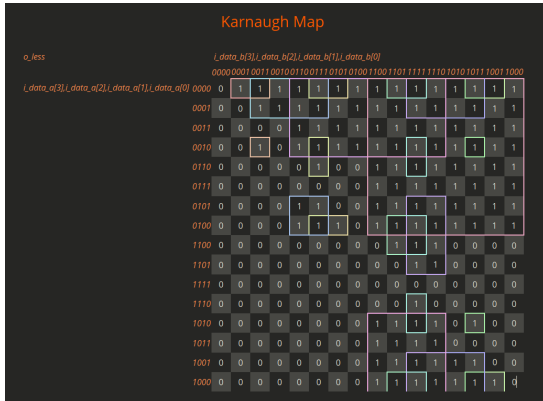 Karnaugh Map
o_less i_data_b[3],i_data_b[2],i_data_b[1],i_data_b[0]
0000 0001 0011 0010 0110 0111 0101 0100 1100 1101 1111 1110 1010 1011 1001 1000
i_data_a[3],i_data_a[2],i_data_a[1],i_data_a[0] 0000 0 1 1 1 1 1 1 1 1 1 1 1 1 1 1 1
0001 0 0 1 1 1 1 1 1 1 1 1 1 1 1 1 1
0011 0 0 0 0 1 1 1 1 1 1 1 1 1 1 1 1
0010 0 0 1 0 1 1 1 1 1 1 1 1 1 1 1 1
0110 0 0 0 0 0 1 0 0 1 1 1 1 1 1 1 1
0111 0 0 0 0 0 0 0 0 1 1 1 1 1 1 1 1
0101 0 0 0 0 1 1 0 0 1 1 1 1 1 1 1 1
0100 0 0 0 0 1 1 1 0 1 1 1 1 1 1 1 1
1100 0 0 0 0 0 0 0 0 0 1 1 1 0 0 0 0
1101 0 0 0 0 0 0 0 0 0 0 1 1 0 0 0 0
1111 0 0 0 0 0 0 0 0 0 0 0 0 0 0 0 0
1110 0 0 0 0 0 0 0 0 0 0 1 0 0 0 0 0
1010 0 0 0 0 0 0 0 0 1 1 1 1 0 1 0 0
1011 0 0 0 0 0 0 0 0 1 1 1 1 0 0 0 0
1001 0 0 0 0 0 0 0 0 1 1 1 1 1 1 0 0
1000 0 0 0 0 0 0 0 0 1 1 1 1 1 1 1 0